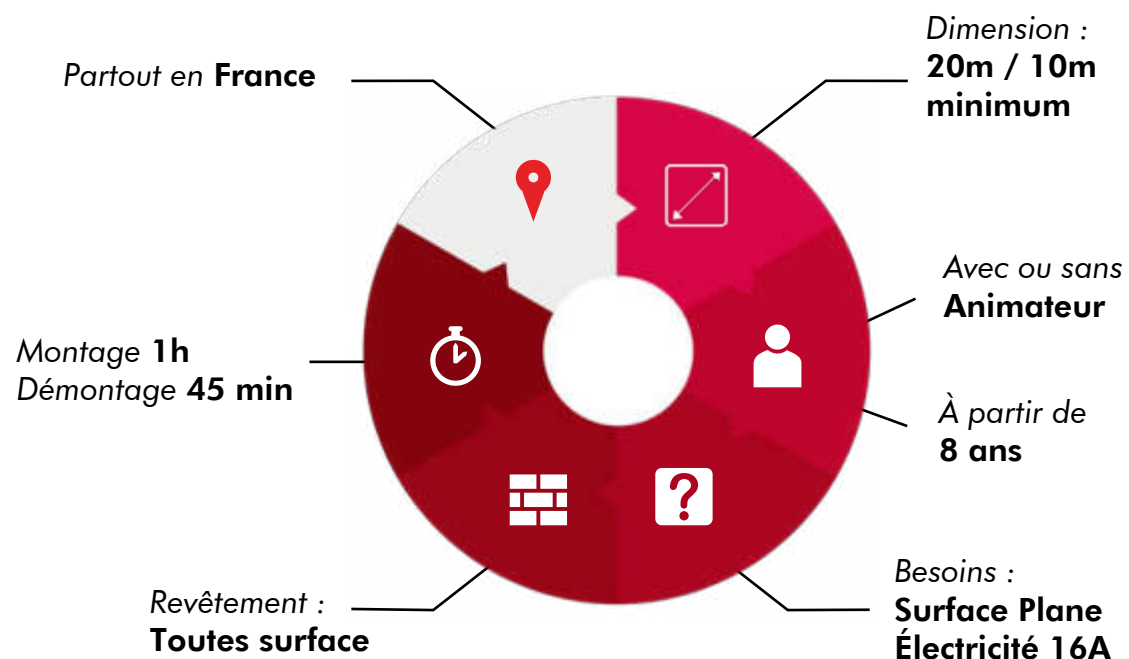 Partout en France
Dimension :
20m / 10m
minimum
Avec ou sans
Animateur
À partir de
8 ans
Besoins :
Surface Plane
Électricité 16A
Revêtement :
Toutes surface
Montage 1h
Démontage 45 min
?